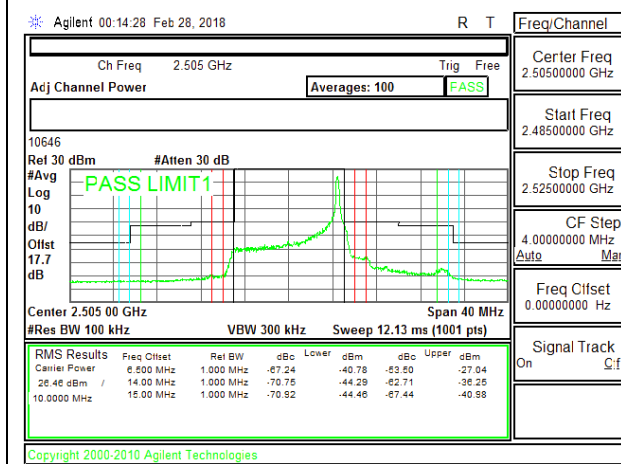 Agilent 00:14:28 Feb 28, 2018 R T
Freq/Channel
Ch Freq 2.505 GHz Trig Free
Adj Channel Power Averages: 100 PASS
10646
Ref 30 dBm #Atten 30 dB
#Avg
Log
10
dB/
Offst
17.7
dB
PASS LIMIT1
Center 2.505 00 GHz Span 40 MHz
#Res BW 100 kHz VBW 300 kHz Sweep 12.13 ms (1001 pts)
RMS Results Freq Offset Ref BW dBc Lower dBm dBc Upper dBm
Carrier Power 6.500 MHz 1.000 MHz -67.24 -40.78 -53.50 -27.04
26.46 dBm / 14.00 MHz 1.000 MHz -70.75 -44.29 -62.71 -36.25
10.0000 MHz 15.00 MHz 1.000 MHz -70.92 -44.46 -67.44 -40.98
Copyright 2000-2010 Agilent Technologies
Center Freq
2.50500000 GHz
Start Freq
2.48500000 GHz
Stop Freq
2.52500000 GHz
CF Step
4.00000000 MHz
Auto Man
Freq Offset
0.00000000 Hz
Signal Track
On